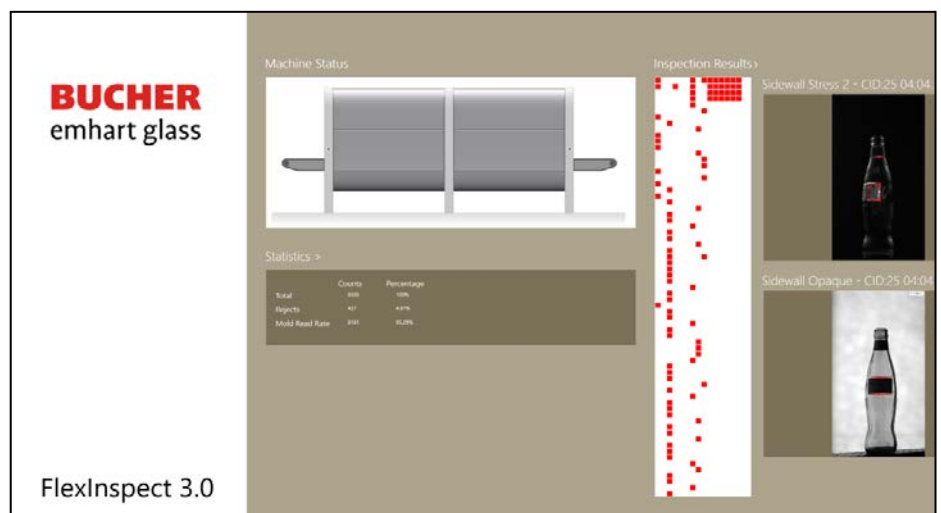 BUCHER
emhart glass
FlexInspect 3.0
Machine Status
Statistics >
Counts Percentage
Total 100%
Rejects
Mold Read Rate
Inspection Results›
Sidewall Stress 2 - CID:25 04:04
Sidewall Opaque - CID:25 04:04